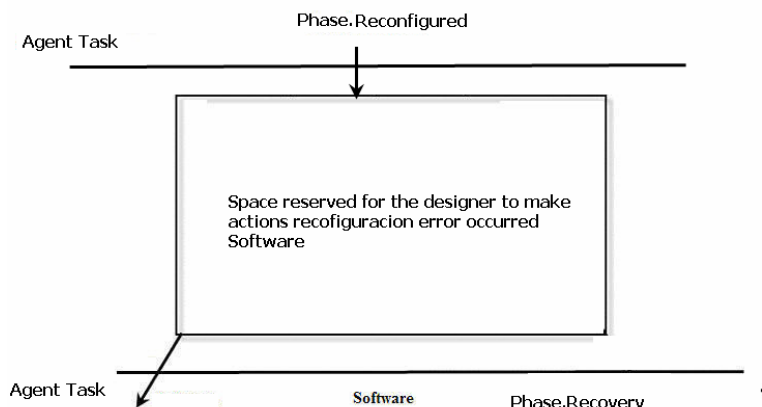 Phase.Reconfigured
Agent Task
Space reserved for the designer to make
actions recofiguracion error occurred
Software
Agent Task
Software
Phase.Recovery